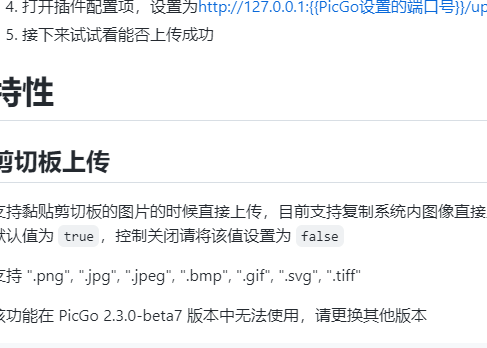 4. 打开插件配置项，设置为http://127.0.0.1:{{PicGo设置的端口号}}/up
5. 接下来试试看能否上传成功
特性
剪切板上传
支持黏贴剪切板的图片的时候直接上传，目前支持复制系统内图像直接
默认值为 true，控制关闭请将该值设置为 false
支持 ".png", ".jpg", ".jpeg", ".bmp", ".gif", ".svg", ".tiff"
该功能在 PicGo 2.3.0-beta7 版本中无法使用，请更换其他版本